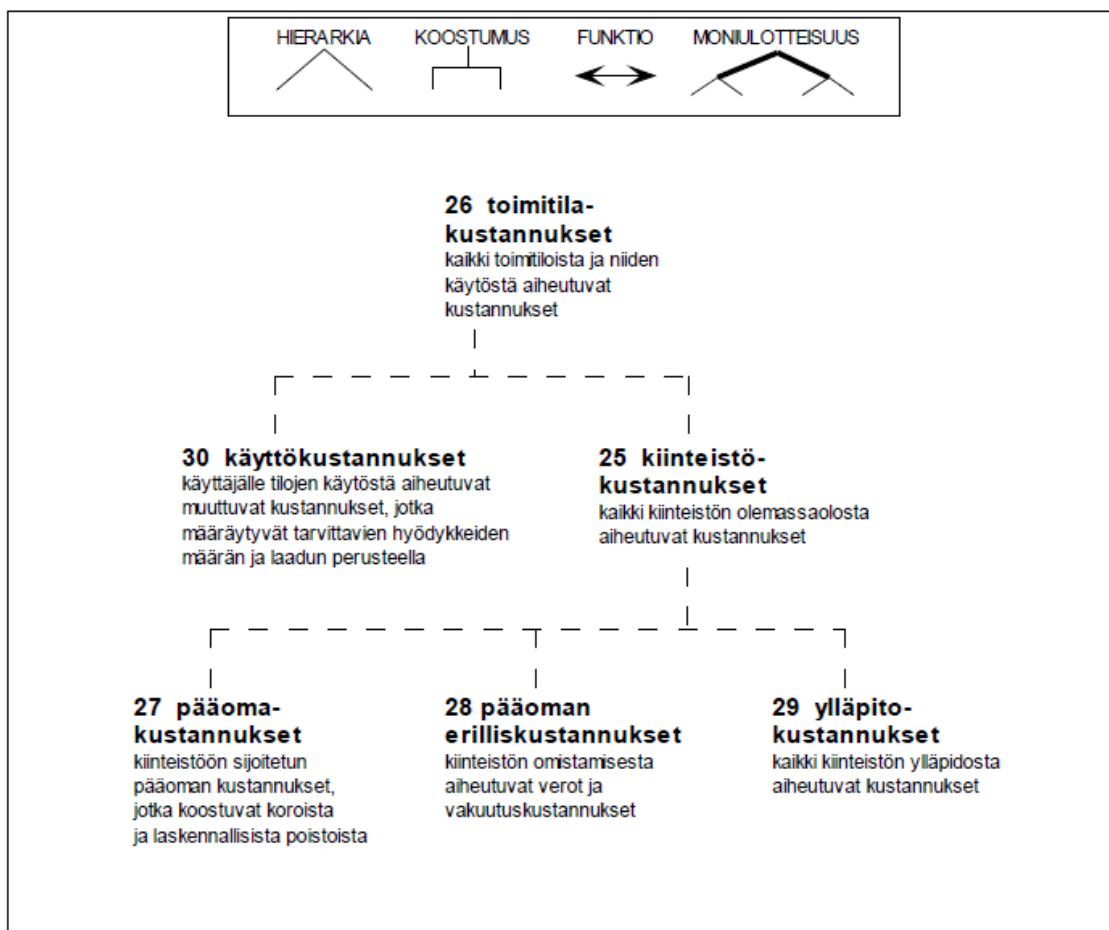 HIERARKIA KOOSTUMUS FUNKTIO MONIULOTTEISUUS
26 toimitila-
kustannukset
kaikki toimitiloista ja niiden
käytöstä aiheutuvat
kustannukset
30 käyttökustannukset
käyttäjälle tilojen käytöstä aiheutuvat
muuttuvat kustannukset, jotka
määräytyvät tarvittavien hyödykkeiden
määrän ja laadun perusteella
25 kiinteistö-
kustannukset
kaikki kiinteistön olemassaolosta
aiheutuvat kustannukset
27 pääoma-
kustannukset
kiinteistöön sijoitetun
pääoman kustannukset,
jotka koostuvat koroista
ja laskennallisista poistoista
28 pääoman
erilliskustannukset
kiinteistön omistamisesta
aiheutuvat verot ja
vakuutuskustannukset
29 ylläpito-
kustannukset
kaikki kiinteistön ylläpidosta
aiheutuvat kustannukset